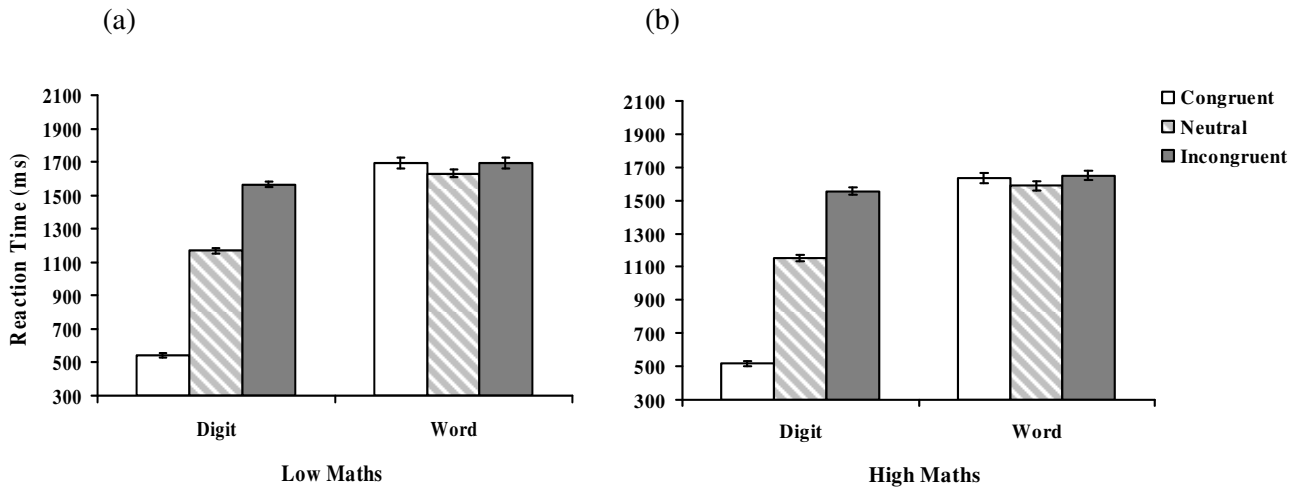 (a)
2100
1900
1700
1500
1300
1100
900
700
500
300
Reaction Time (ms)
Digit
Word
Low Maths
(b)
2100
1900
1700
1500
1300
1100
900
700
500
300
Digit
Word
High Maths
Congruent
Neutral
Incongruent